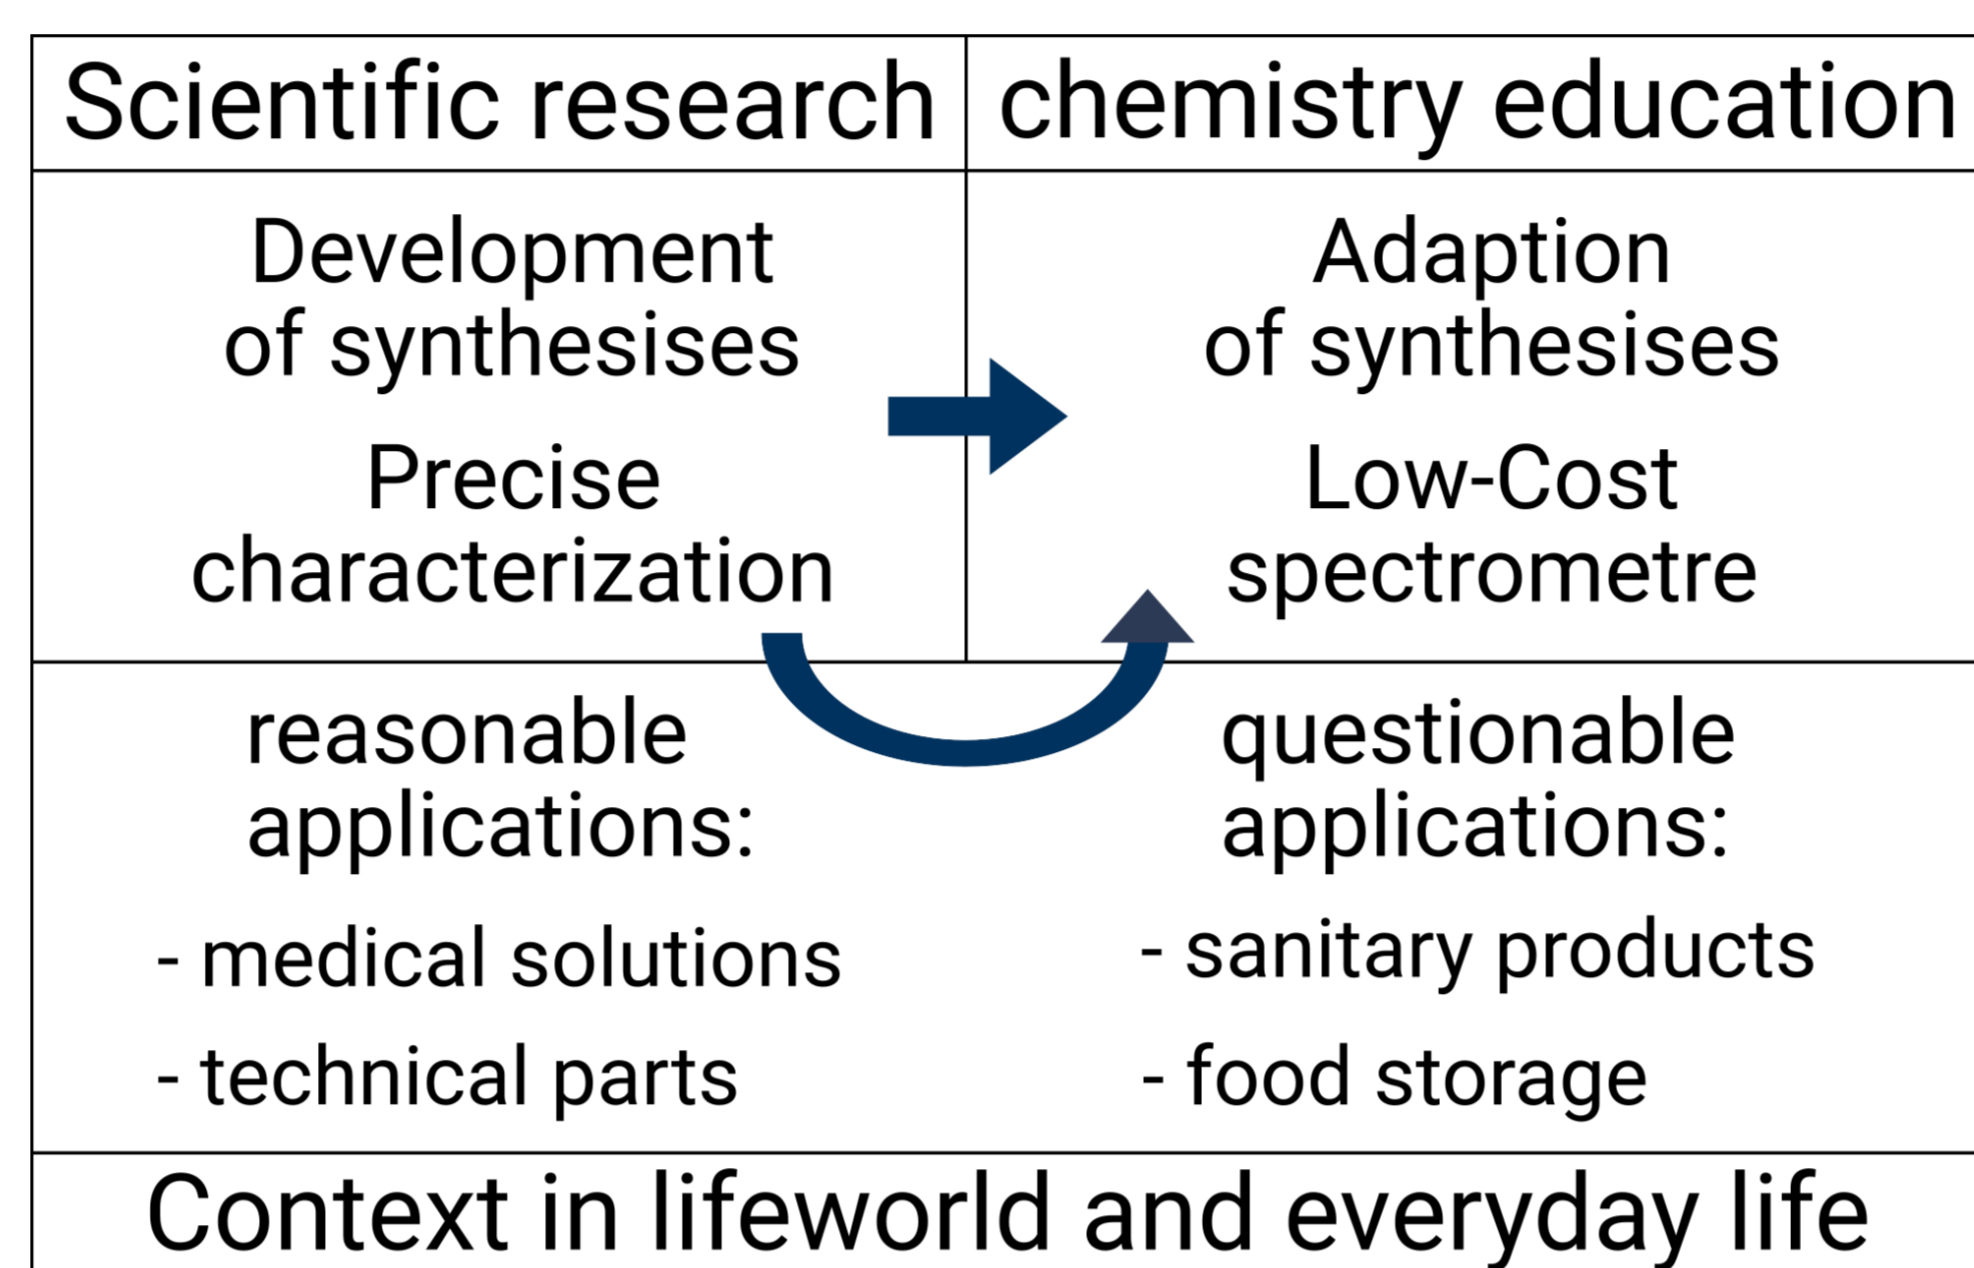 Scientific research
chemistry education
Development
of synthesises
Precise
characterization
Adaption
of synthesises
Low-Cost
spectrometre
reasonable
applications:
- medical solutions
- technical parts
questionable
applications:
- sanitary products
- food storage
Context in lifeworld and everyday life